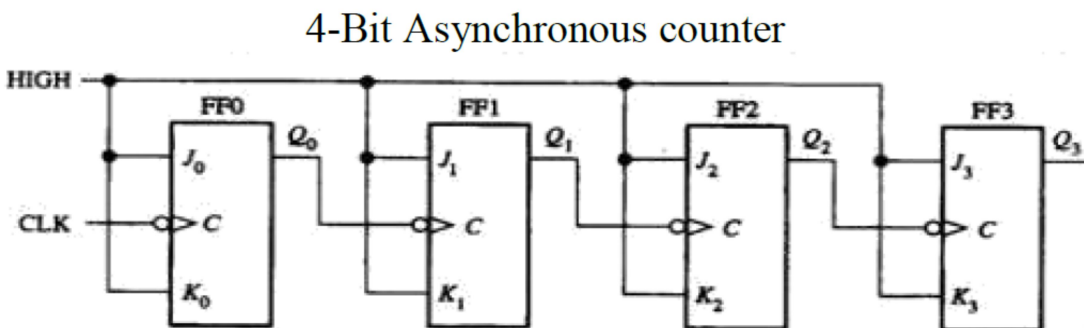 4-Bit Asynchronous counter
HIGH
FF0 FF1 FF2 FF3
Q₀ Q₁ Q₂ Q₃
J₀ J₁ J₂ J₃
CLK C C C C
K₀ K₁ K₂ K₃